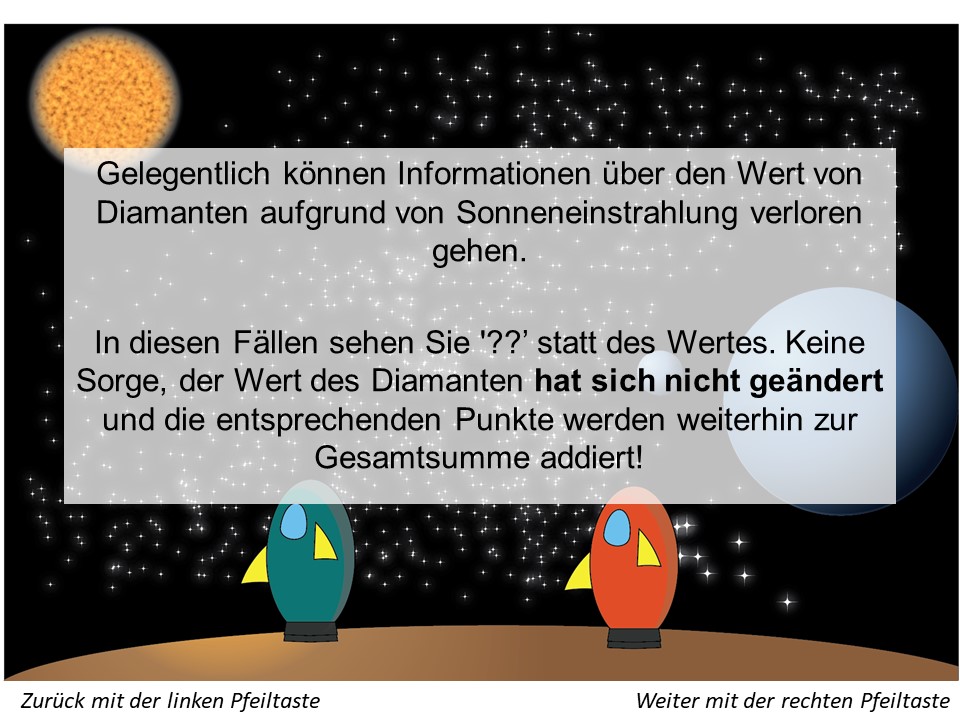 Gelegentlich können Informationen über den Wert von
Diamanten aufgrund von Sonneneinstrahlung verloren
gehen.
In diesen Fällen sehen Sie '??’ statt des Wertes. Keine
Sorge, der Wert des Diamanten hat sich nicht geändert
und die entsprechenden Punkte werden weiterhin zur
Gesamtsumme addiert!
Zurück mit der linken Pfeiltaste
Weiter mit der rechten Pfeiltaste